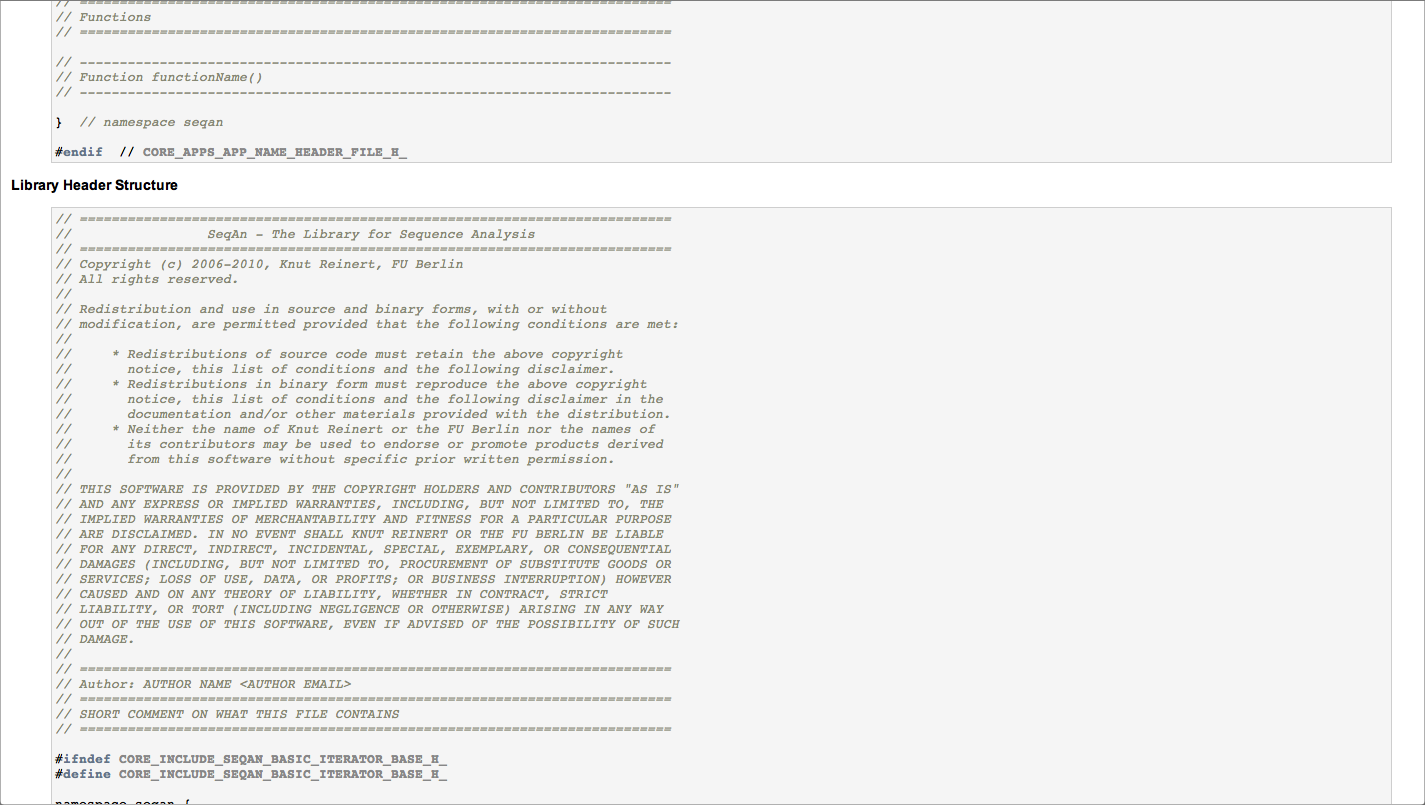 // ==========================================================================
// Functions
// ==========================================================================
// --------------------------------------------------------------------------
// Function functionName()
// --------------------------------------------------------------------------
}  // namespace seqan
#endif  // CORE_APPS_APP_NAME_HEADER_FILE_H_
Library Header Structure
// ==========================================================================
//                 SeqAn - The Library for Sequence Analysis
// ==========================================================================
// Copyright (c) 2006-2010, Knut Reinert, FU Berlin
// All rights reserved.
//
// Redistribution and use in source and binary forms, with or without
// modification, are permitted provided that the following conditions are met:
//
//     * Redistributions of source code must retain the above copyright
//       notice, this list of conditions and the following disclaimer.
//     * Redistributions in binary form must reproduce the above copyright
//       notice, this list of conditions and the following disclaimer in the
//       documentation and/or other materials provided with the distribution.
//     * Neither the name of Knut Reinert or the FU Berlin nor the names of
//       its contributors may be used to endorse or promote products derived
//       from this software without specific prior written permission.
//
// THIS SOFTWARE IS PROVIDED BY THE COPYRIGHT HOLDERS AND CONTRIBUTORS "AS IS"
// AND ANY EXPRESS OR IMPLIED WARRANTIES, INCLUDING, BUT NOT LIMITED TO, THE
// IMPLIED WARRANTIES OF MERCHANTABILITY AND FITNESS FOR A PARTICULAR PURPOSE
// ARE DISCLAIMED. IN NO EVENT SHALL KNUT REINERT OR THE FU BERLIN BE LIABLE
// FOR ANY DIRECT, INDIRECT, INCIDENTAL, SPECIAL, EXEMPLARY, OR CONSEQUENTIAL
// DAMAGES (INCLUDING, BUT NOT LIMITED TO, PROCUREMENT OF SUBSTITUTE GOODS OR
// SERVICES; LOSS OF USE, DATA, OR PROFITS; OR BUSINESS INTERRUPTION) HOWEVER
// CAUSED AND ON ANY THEORY OF LIABILITY, WHETHER IN CONTRACT, STRICT
// LIABILITY, OR TORT (INCLUDING NEGLIGENCE OR OTHERWISE) ARISING IN ANY WAY
// OUT OF THE USE OF THIS SOFTWARE, EVEN IF ADVISED OF THE POSSIBILITY OF SUCH
// DAMAGE.
//
// ==========================================================================
// Author: AUTHOR NAME <AUTHOR EMAIL>
// ==========================================================================
// SHORT COMMENT ON WHAT THIS FILE CONTAINS
// ==========================================================================
#ifndef CORE_INCLUDE_SEQAN_BASIC_ITERATOR_BASE_H_
#define CORE_INCLUDE_SEQAN_BASIC_ITERATOR_BASE_H_
namespace seqan {